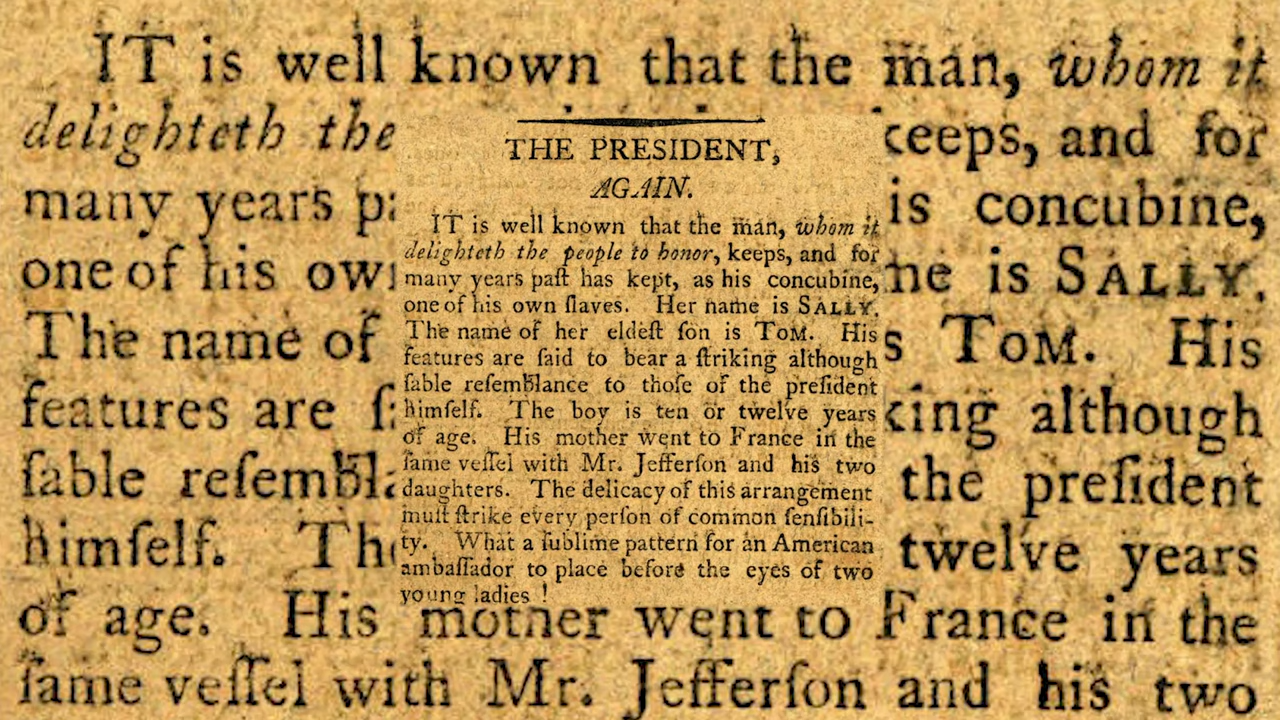 IT is well known that the man, whom it
delighteth the keeps, and for
many years concubine,
one of his is SALLY.
The name of TOM. His
features are although
ſable the preſident
himſelf. twelve years
of age. His mother went to France in the
ſame veſſel with Mr. Jefferſon and his two
THE PRESIDENT,
AGAIN.
IT is well known that the man, whom it
delighteth the people to honor, keeps, and for
many years paſt has kept, as his concubine,
one of his own ſlaves. Her name is SALLY.
The name of her eldeſt ſon is TOM. His
features are ſaid to bear a ſtriking although
ſable reſemblance to thoſe of the preſident
himſelf. The boy is ten or twelve years
of age. His mother went to France in the
ſame veſſel with Mr. Jefferſon and his two
daughters. The delicacy of this arrangement
muſt ſtrike every perſon of common ſenſibili-
ty. What a ſublime pattern for an American
ambaſſador to place before the eyes of two
young ladies !